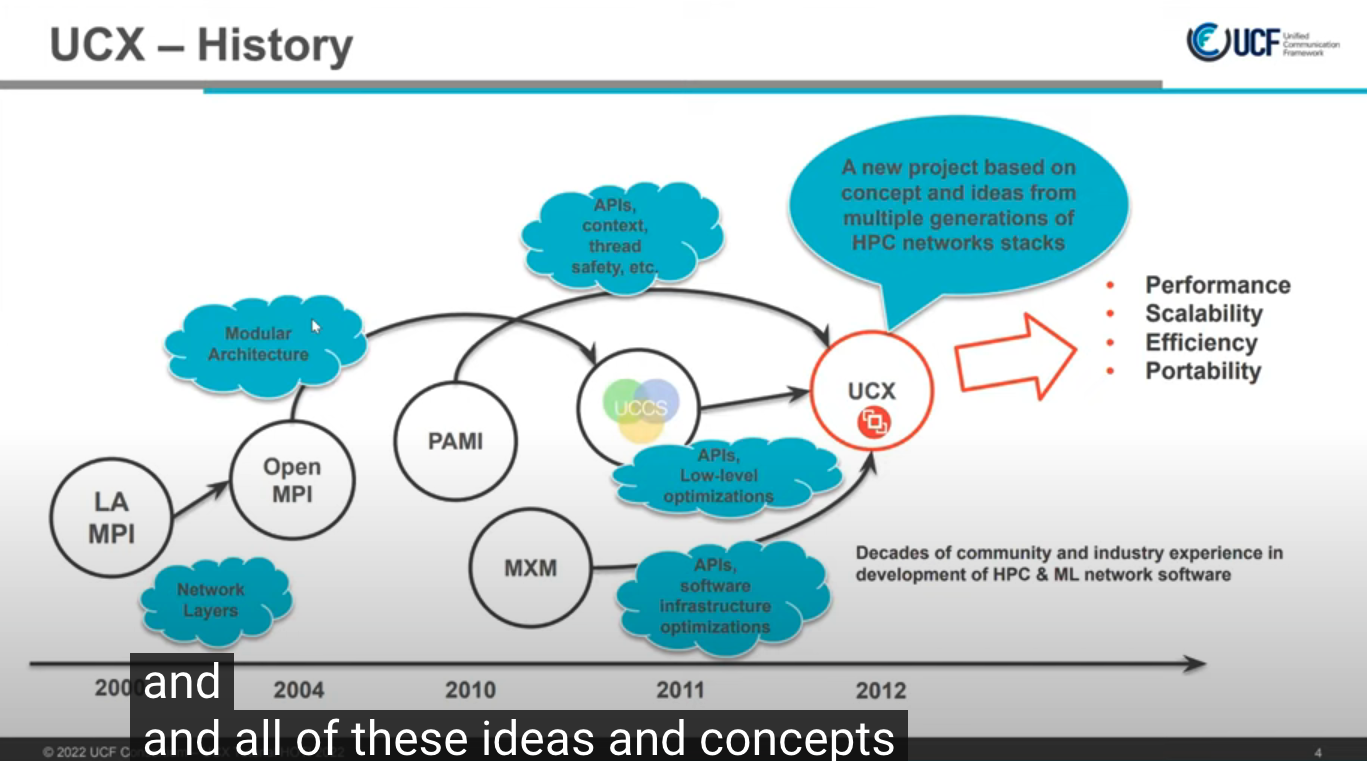 UCX – History
UCF
Unified
Communication
Framework
A new project based on
concept and ideas from
multiple generations of
HPC networks stacks
APIs,
context,
thread
safety, etc.
Performance
Scalability
Efficiency
Portability
Modular
Architecture
UCCS
UCX
PAMI
APIs,
Low-level
optimizations
Open
MPI
LA
MPI
MXM
APIs,
software
infrastructure
optimizations
Decades of community and industry experience in
development of HPC & ML network software
Network
Layers
2000
2004
2010
2011
2012
and
and all of these ideas and concepts
© 2022 UCF
4